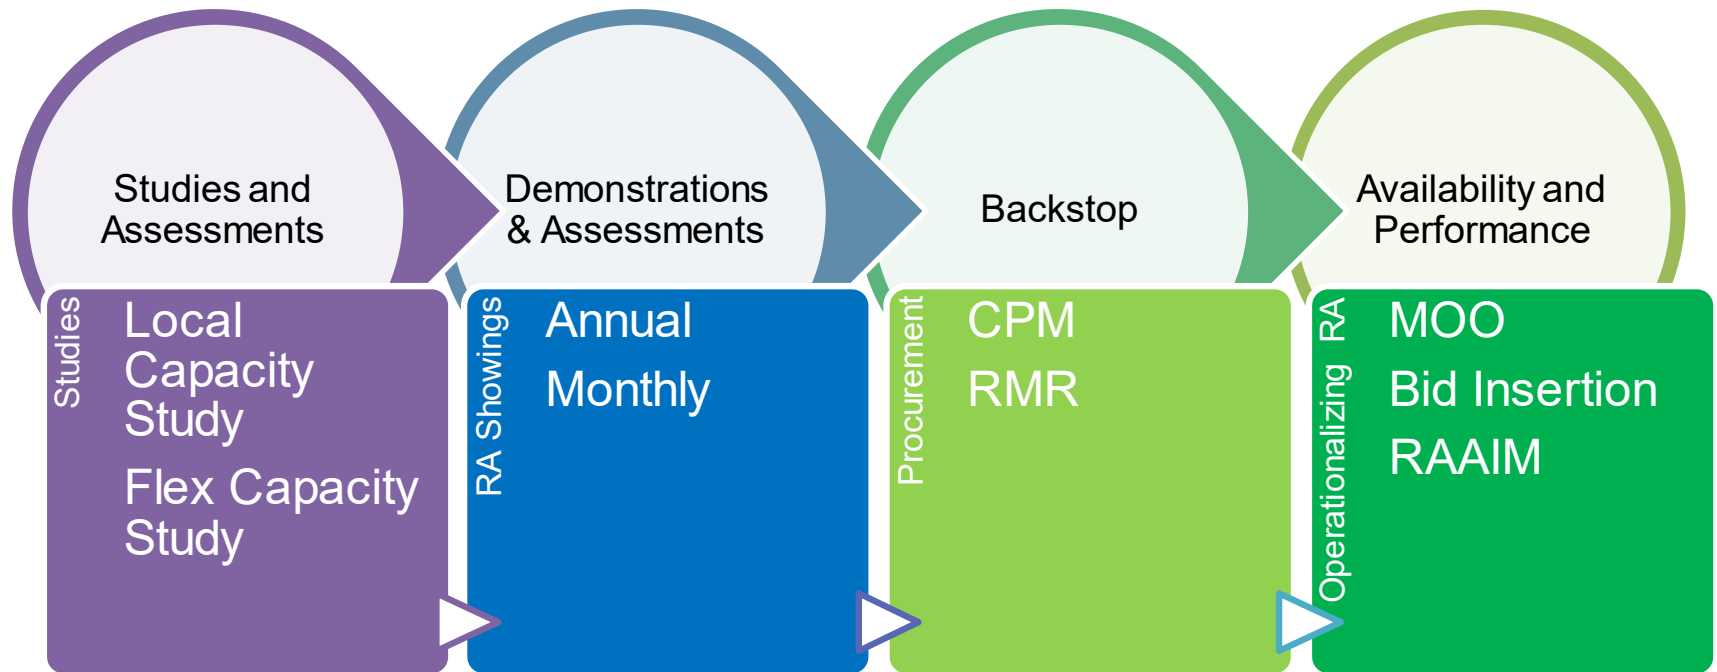 Studies and
Assessments
Demonstrations
& Assessments
Backstop
Availability and
Performance
Studies
Local
Capacity
Study
Flex Capacity
Study
RA Showings
Annual
Monthly
Procurement
CPM
RMR
Operationalizing RA
MOO
Bid Insertion
RAAIM